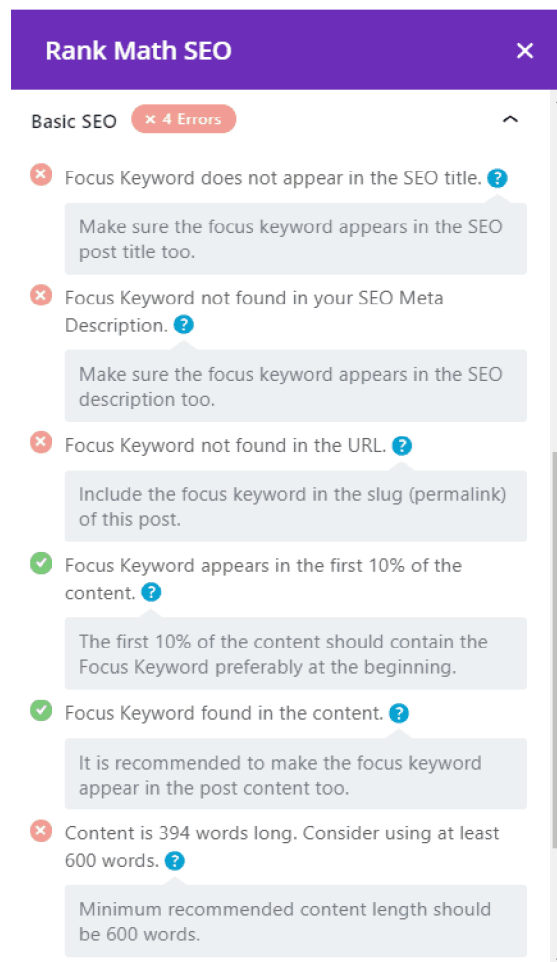 Rank Math SEO
Basic SEO
4 Errors
Focus Keyword does not appear in the SEO title.
Make sure the focus keyword appears in the SEO
post title too.
Focus Keyword not found in your SEO Meta
Description.
Make sure the focus keyword appears in the SEO
description too.
Focus Keyword not found in the URL.
Include the focus keyword in the slug (permalink)
of this post.
Focus Keyword appears in the first 10% of the
content.
The first 10% of the content should contain the
Focus Keyword preferably at the beginning.
Focus Keyword found in the content.
It is recommended to make the focus keyword
appear in the post content too.
Content is 394 words long. Consider using at least
600 words.
Minimum recommended content length should
be 600 words.